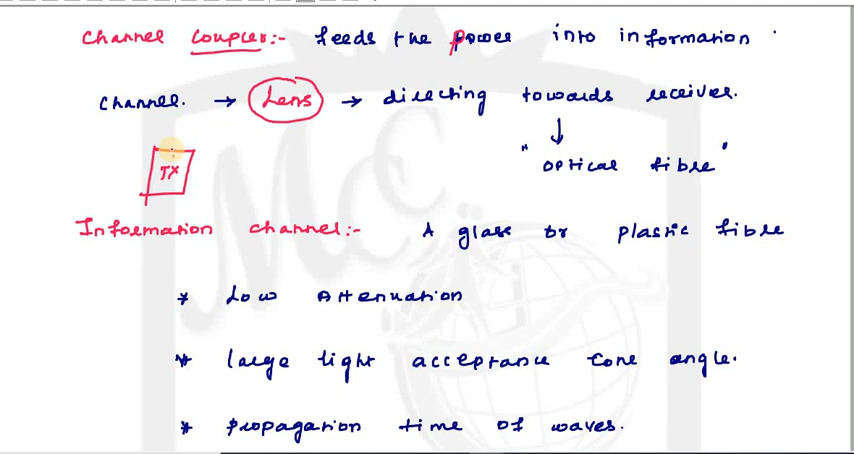 Channel Coupler:- feeds the power into information
channel. → Lens → directing towards receiver.
↓
" optical fibre "
TX
Information channel:- A glass or plastic fibre
* Low Attenuation
* large light acceptance cone angle.
* propagation time of waves.